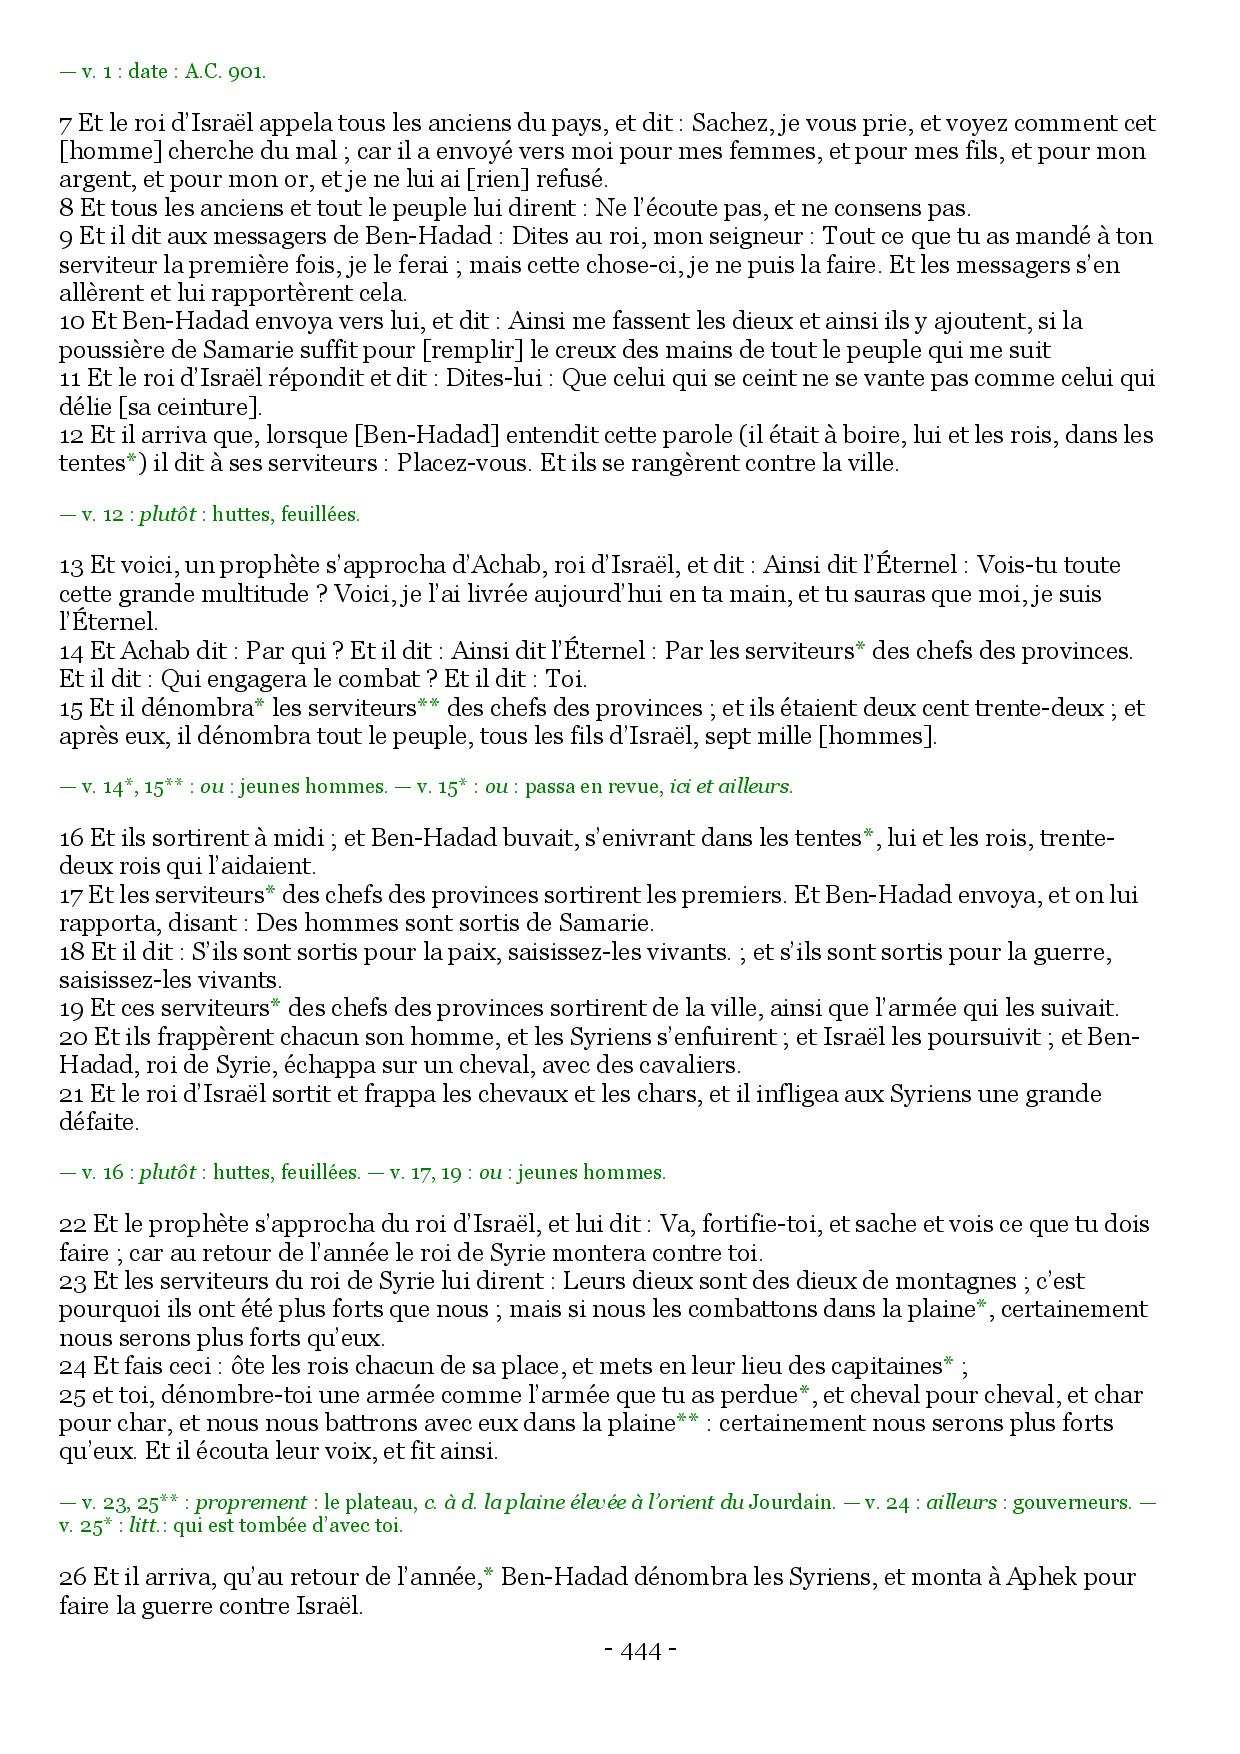 — v. 1 : date : A.C. 901.
7 Et le roi d’Israël appela tous les anciens du pays, et dit : Sachez, je vous prie, et voyez comment cet
[homme] cherche du mal ; car il a envoyé vers moi pour mes femmes, et pour mes fils, et pour mon
argent, et pour mon or, et je ne lui ai [rien] refusé.
8 Et tous les anciens et tout le peuple lui dirent : Ne l’écoute pas, et ne consens pas.
9 Et il dit aux messagers de Ben-Hadad : Dites au roi, mon seigneur : Tout ce que tu as mandé à ton
serviteur la première fois, je le ferai ; mais cette chose-ci, je ne puis la faire. Et les messagers s’en
allèrent et lui rapportèrent cela.
10 Et Ben-Hadad envoya vers lui, et dit : Ainsi me fassent les dieux et ainsi ils y ajoutent, si la
poussière de Samarie suffit pour [remplir] le creux des mains de tout le peuple qui me suit
11 Et le roi d’Israël répondit et dit : Dites-lui : Que celui qui se ceint ne se vante pas comme celui qui
délie [sa ceinture].
12 Et il arriva que, lorsque [Ben-Hadad] entendit cette parole (il était à boire, lui et les rois, dans les
tentes*) il dit à ses serviteurs : Placez-vous. Et ils se rangèrent contre la ville.
— v. 12 : plutôt : huttes, feuillées.
13 Et voici, un prophète s’approcha d’Achab, roi d’Israël, et dit : Ainsi dit l’Éternel : Vois-tu toute
cette grande multitude ? Voici, je l’ai livrée aujourd’hui en ta main, et tu sauras que moi, je suis
l’Éternel.
14 Et Achab dit : Par qui ? Et il dit : Ainsi dit l’Éternel : Par les serviteurs* des chefs des provinces.
Et il dit : Qui engagera le combat ? Et il dit : Toi.
15 Et il dénombra* les serviteurs** des chefs des provinces ; et ils étaient deux cent trente-deux ; et
après eux, il dénombra tout le peuple, tous les fils d’Israël, sept mille [hommes].
— v. 14*, 15** : ou : jeunes hommes. — v. 15* : ou : passa en revue, ici et ailleurs.
16 Et ils sortirent à midi ; et Ben-Hadad buvait, s’enivrant dans les tentes*, lui et les rois, trente-
deux rois qui l’aidaient.
17 Et les serviteurs* des chefs des provinces sortirent les premiers. Et Ben-Hadad envoya, et on lui
rapporta, disant : Des hommes sont sortis de Samarie.
18 Et il dit : S’ils sont sortis pour la paix, saisissez-les vivants. ; et s’ils sont sortis pour la guerre,
saisissez-les vivants.
19 Et ces serviteurs* des chefs des provinces sortirent de la ville, ainsi que l’armée qui les suivait.
20 Et ils frappèrent chacun son homme, et les Syriens s’enfuirent ; et Israël les poursuivit ; et Ben-
Hadad, roi de Syrie, échappa sur un cheval, avec des cavaliers.
21 Et le roi d’Israël sortit et frappa les chevaux et les chars, et il infligea aux Syriens une grande
défaite.
— v. 16 : plutôt : huttes, feuillées. — v. 17, 19 : ou : jeunes hommes.
22 Et le prophète s’approcha du roi d’Israël, et lui dit : Va, fortifie-toi, et sache et vois ce que tu dois
faire ; car au retour de l’année le roi de Syrie montera contre toi.
23 Et les serviteurs du roi de Syrie lui dirent : Leurs dieux sont des dieux de montagnes ; c’est
pourquoi ils ont été plus forts que nous ; mais si nous les combattons dans la plaine*, certainement
nous serons plus forts qu’eux.
24 Et fais ceci : ôte les rois chacun de sa place, et mets en leur lieu des capitaines* ;
25 et toi, dénombre-toi une armée comme l’armée que tu as perdue*, et cheval pour cheval, et char
pour char, et nous nous battrons avec eux dans la plaine** : certainement nous serons plus forts
qu’eux. Et il écouta leur voix, et fit ainsi.
— v. 23, 25** : proprement : le plateau, c. à d. la plaine élevée à l’orient du Jourdain. — v. 24 : ailleurs : gouverneurs. —
v. 25* : litt.: qui est tombée d’avec toi.
26 Et il arriva, qu’au retour de l’année,* Ben-Hadad dénombra les Syriens, et monta à Aphek pour
faire la guerre contre Israël.
- 444 -